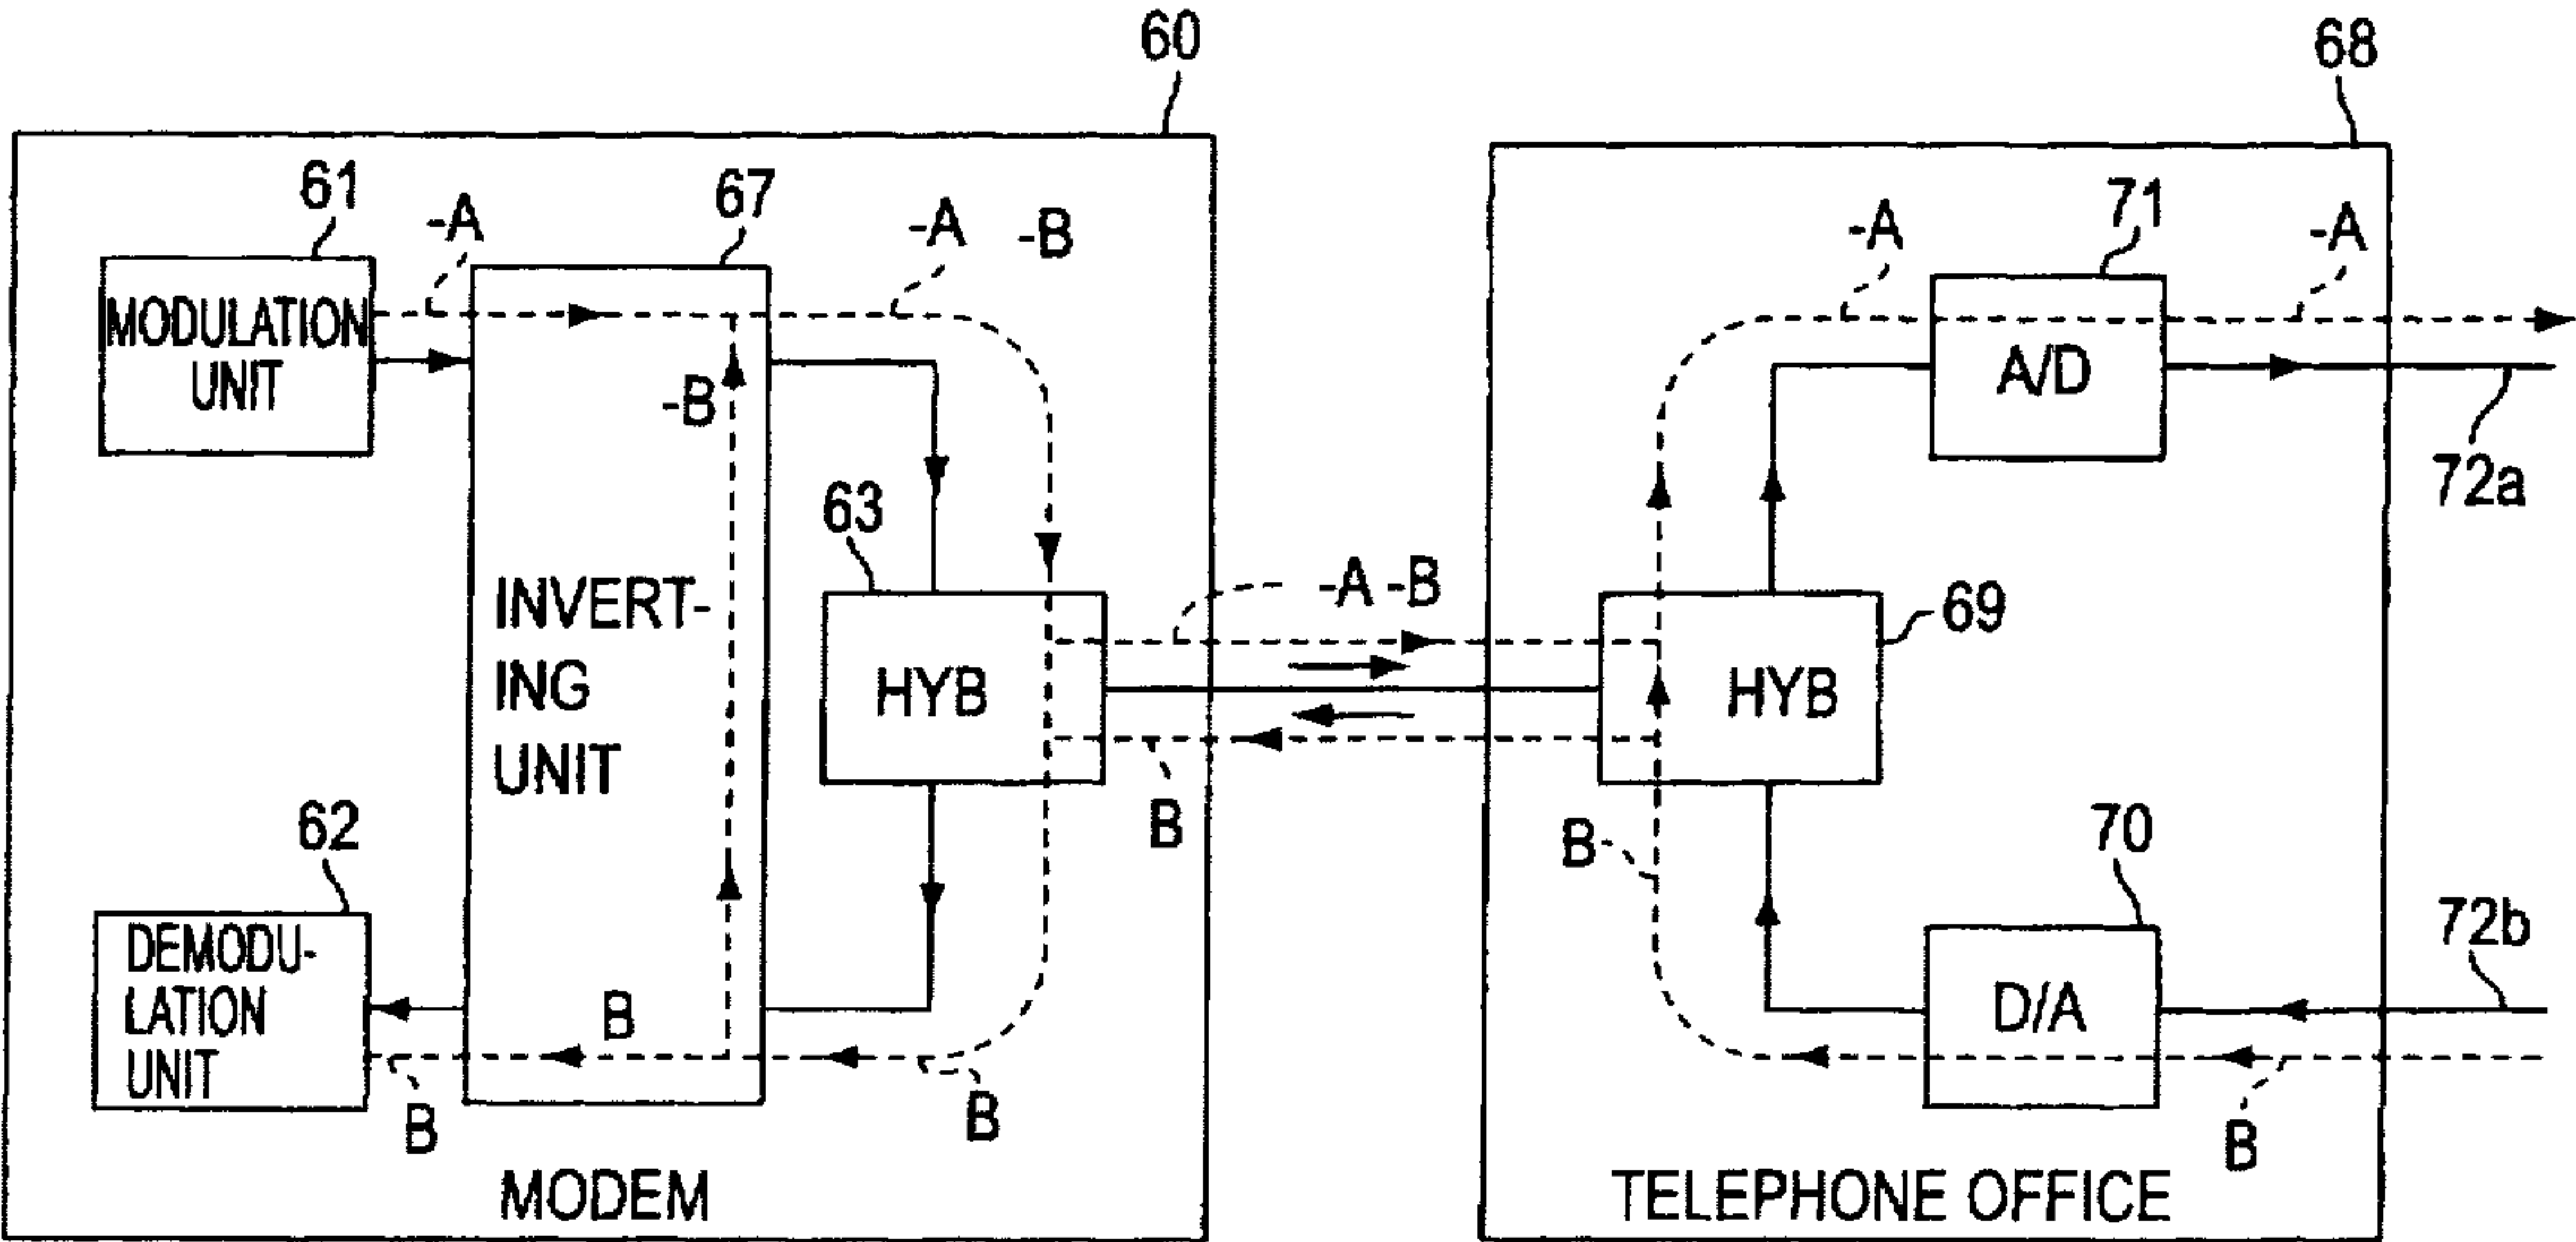 60
68
61
-A
67
-A
-B
-A
71
-A
MODULATION
UNIT
-B
A/D
72a
63
INVERT-
ING
UNIT
-A -B
69
HYB
HYB
B
B
70
72b
62
DEMODU-
LATION
UNIT
B
D/A
B
B
B
MODEM
TELEPHONE OFFICE